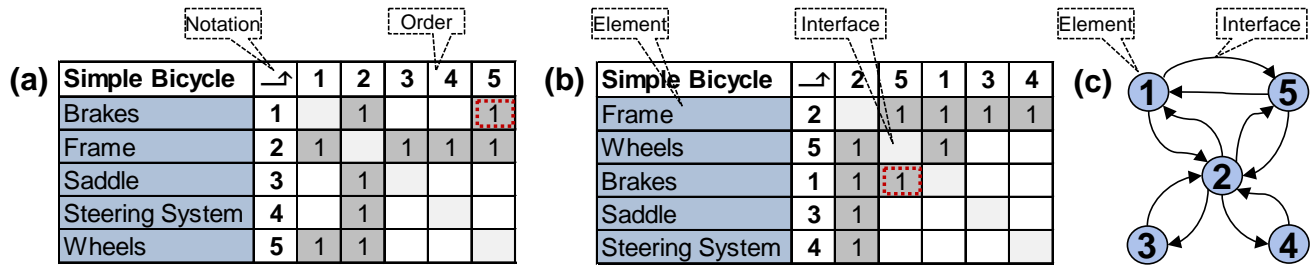 Notation Order Element Interface Element Interface
(a) Simple Bicycle 1 2 3 4 5
Brakes 1 1 1
Frame 2 1 1 1 1
Saddle 3 1
Steering System 4 1
Wheels 5 1 1
(b) Simple Bicycle 2 5 1 3 4
Frame 2 1 1 1 1
Wheels 5 1 1
Brakes 1 1 1
Saddle 3 1
Steering System 4 1
(c) 1 5
2
3 4